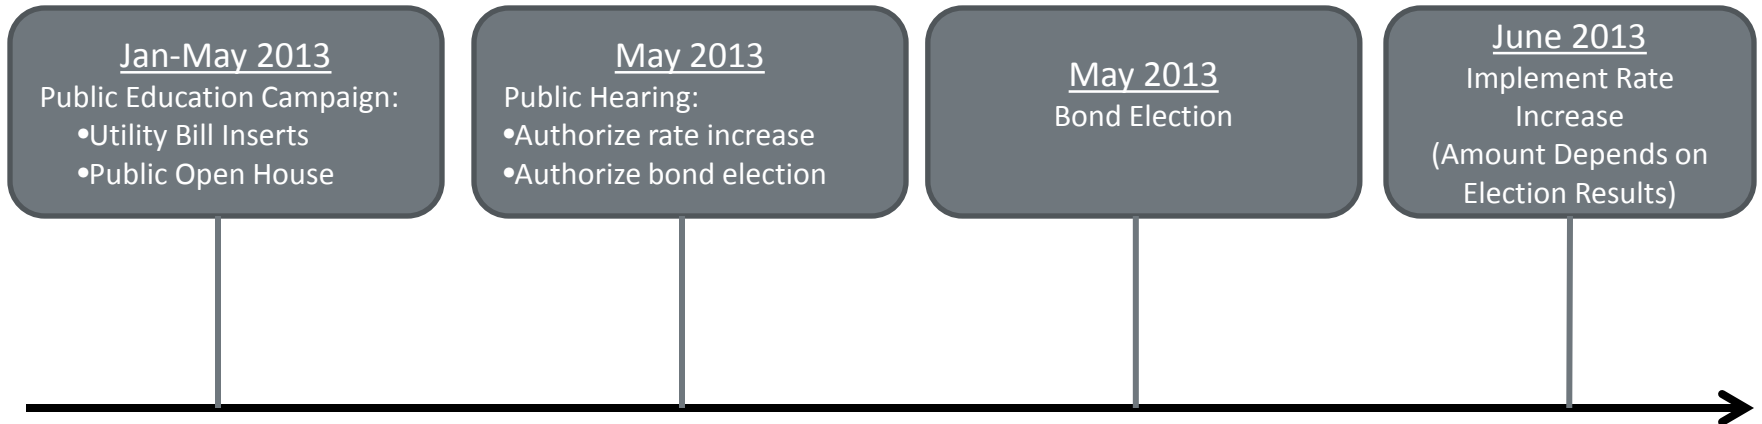 Jan-May 2013
Public Education Campaign:
•Utility Bill Inserts
•Public Open House
May 2013
Public Hearing:
•Authorize rate increase
•Authorize bond election
May 2013
Bond Election
June 2013
Implement Rate
Increase
(Amount Depends on
Election Results)